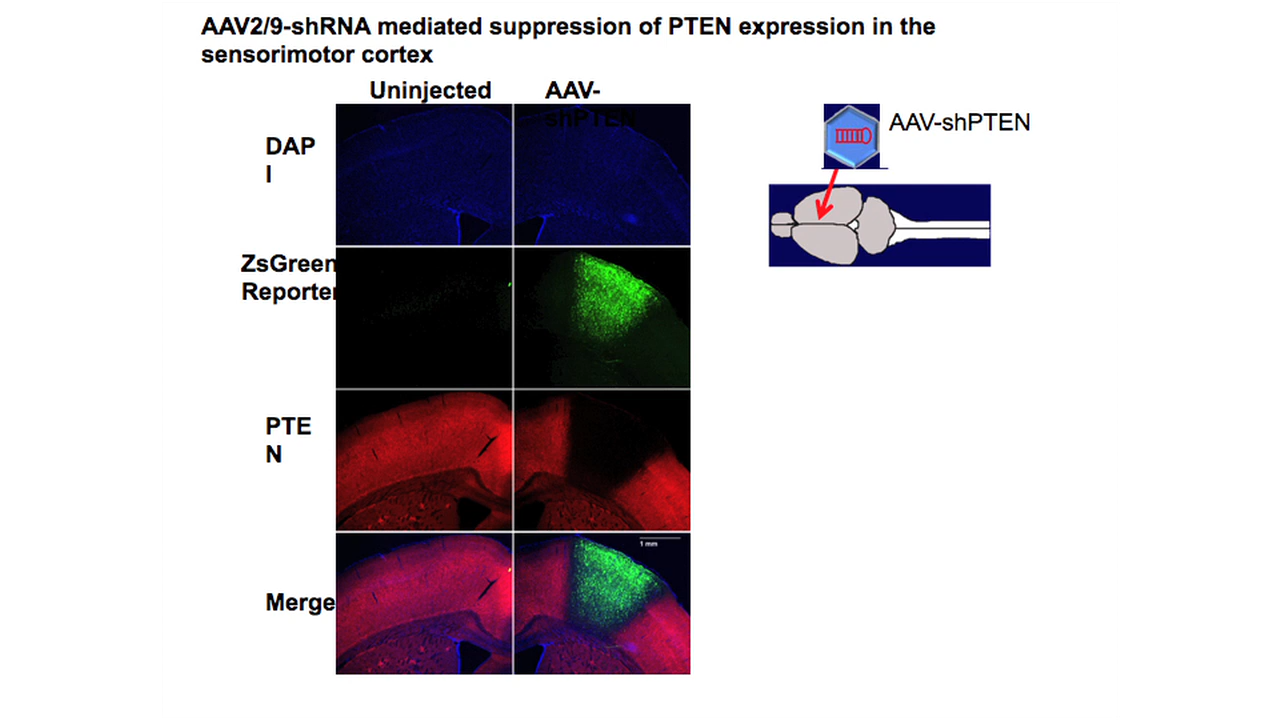 AAV2/9-shRNA mediated suppression of PTEN expression in the
sensorimotor cortex
Uninjected
AAV-
shPTEN
AAV-shPTEN
DAP
I
ZsGreen
Reporter
PTE
N
1 mm
Merge